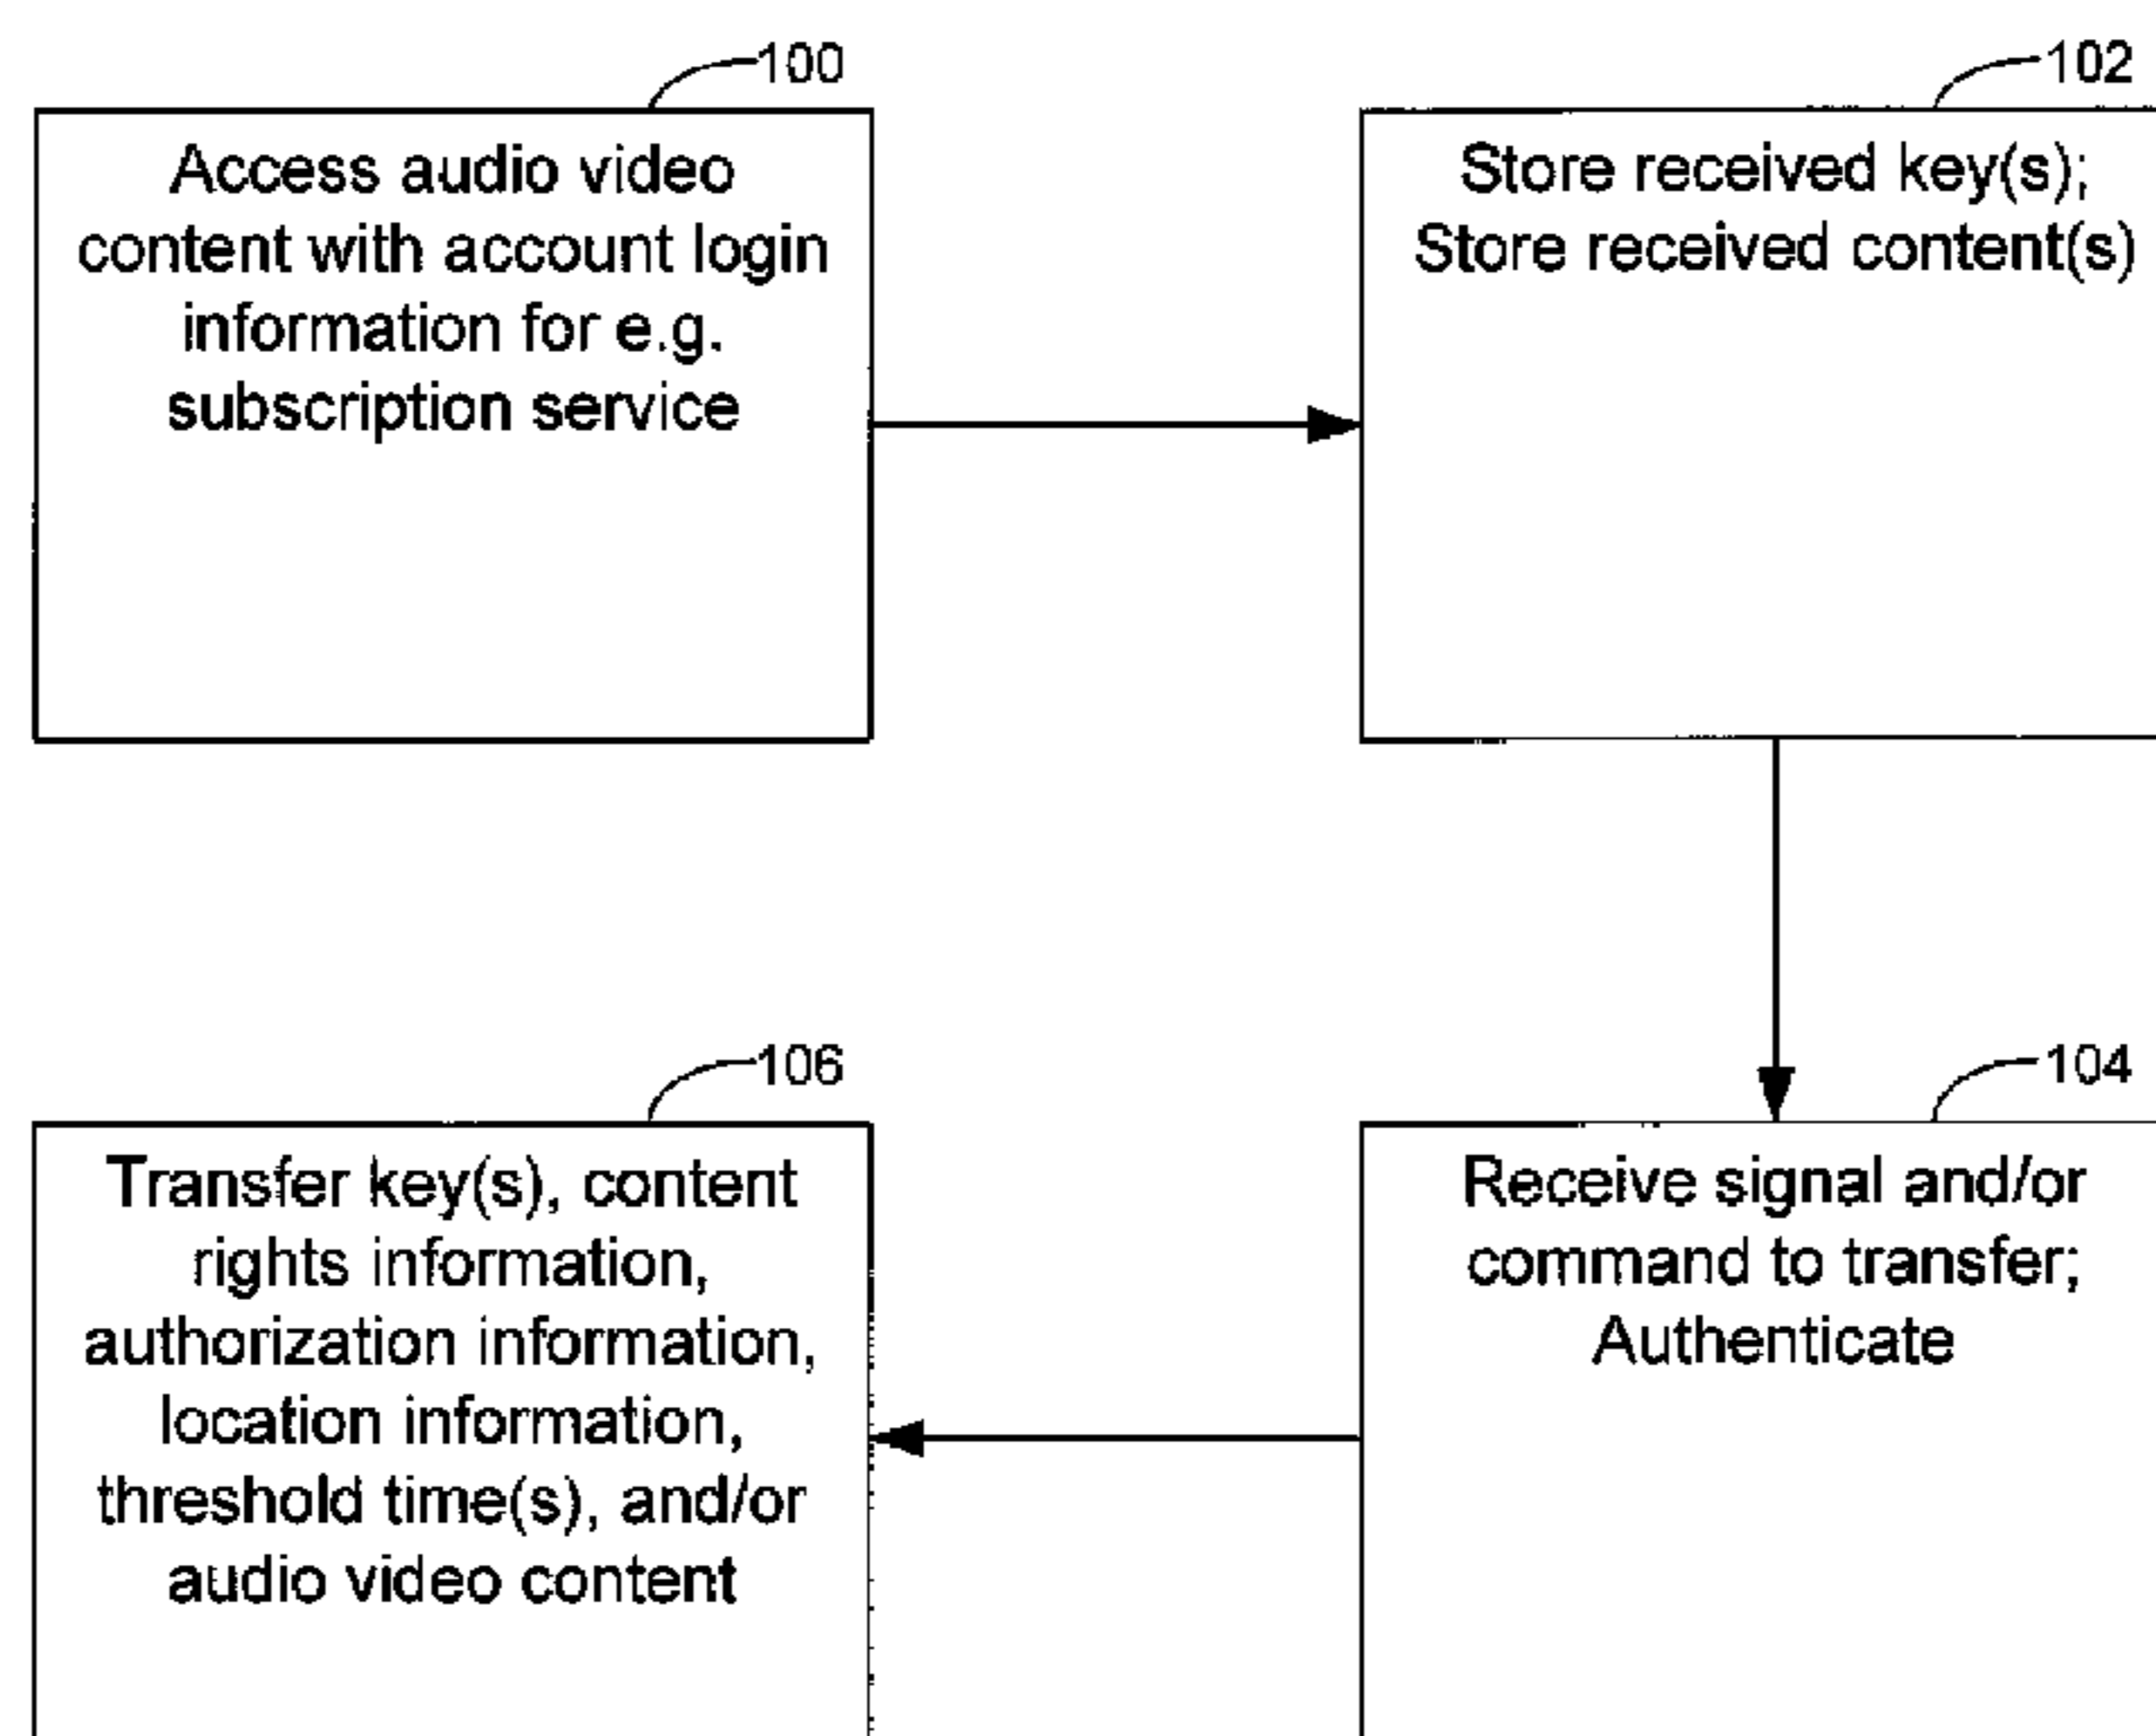 100
Access audio video
content with account login
information for e.g.
subscription service
102
Store received key(s);
Store received content(s)
104
Receive signal and/or
command to transfer;
Authenticate
106
Transfer key(s), content
rights information,
authorization information,
location information,
threshold time(s), and/or
audio video content